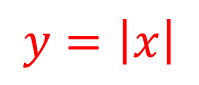 y = |x|